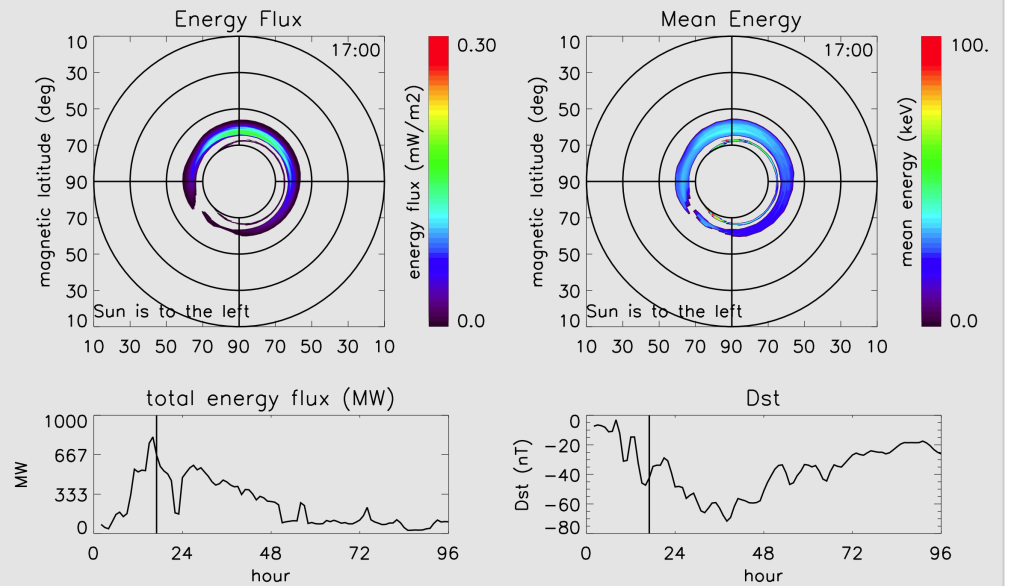 Energy Flux
17:00
10
30
50
70
90
70
50
30
10
magnetic latitude (deg)
Sun is to the left
10 30 50 70 90 70 50 30 10
0.30
energy flux (mW/m2)
0.0
Mean Energy
17:00
10
30
50
70
90
70
50
30
10
magnetic latitude (deg)
Sun is to the left
10 30 50 70 90 70 50 30 10
100.
mean energy (keV)
0.0
total energy flux (MW)
1000
667
333
0
MW
0 24 48 72 96
hour
Dst
0
−20
−40
−60
−80
Dst (nT)
0 24 48 72 96
hour